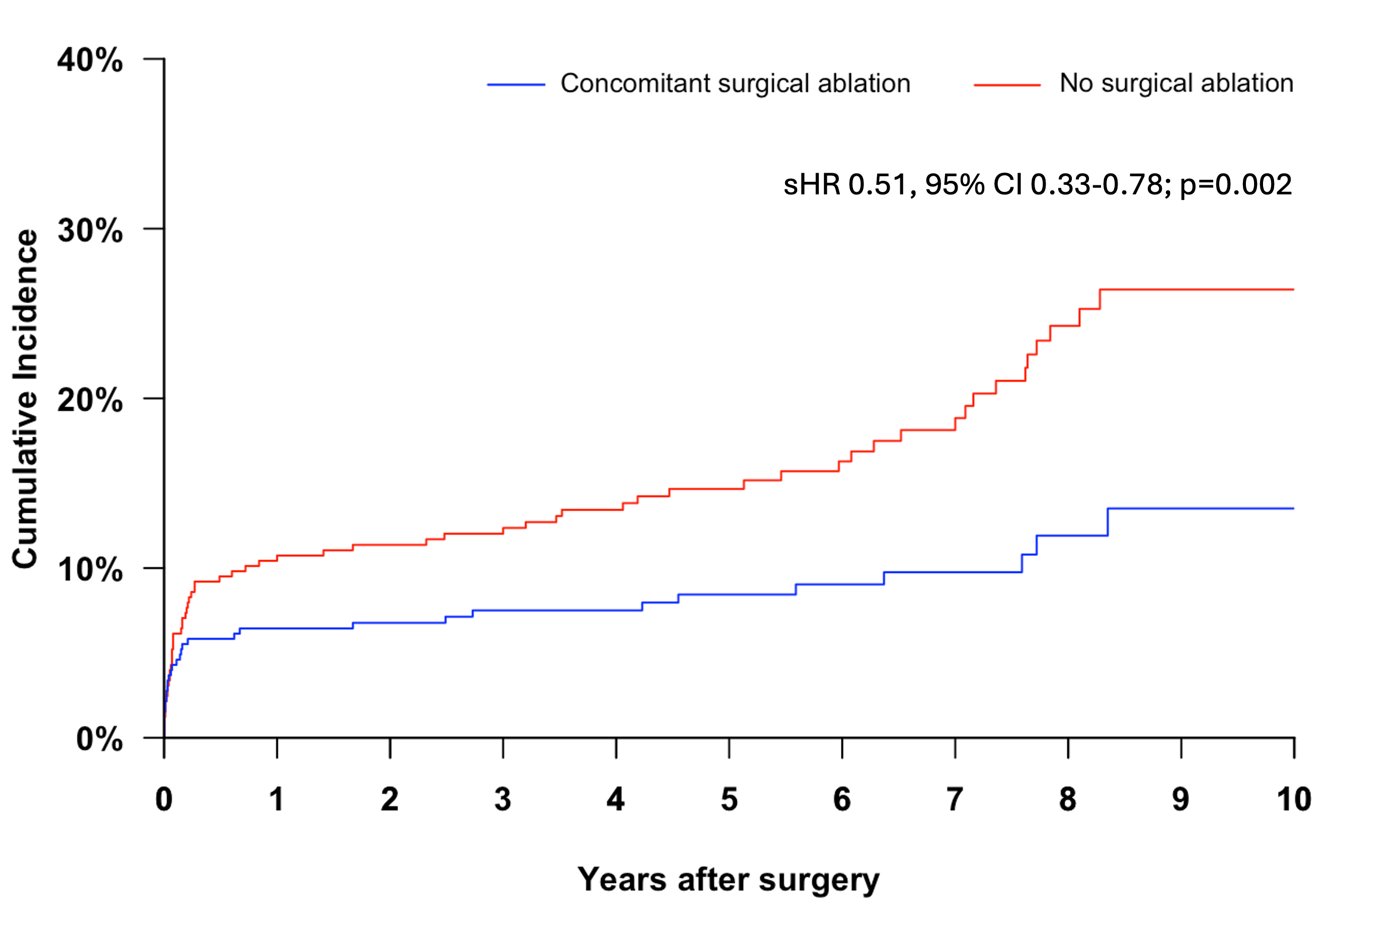 40%
Concomitant surgical ablation No surgical ablation
sHR 0.51, 95% CI 0.33-0.78; p=0.002
30%
Cumulative Incidence
20%
10%
0%
0 1 2 3 4 5 6 7 8 9 10
Years after surgery